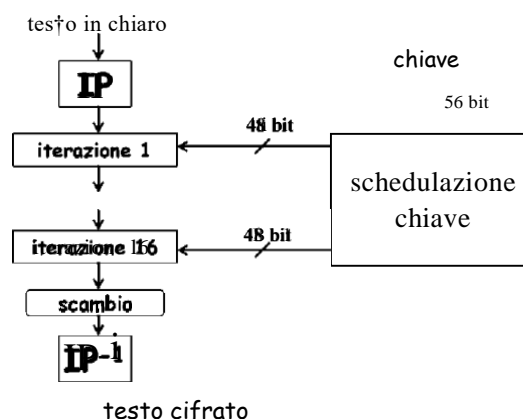 tes†o in chiaro
IP
chiave
56 bit
48 bit
iterazione 1
schedulazione
chiave
48 bit
iterazione 16
scambio
IP-1
testo cifrato